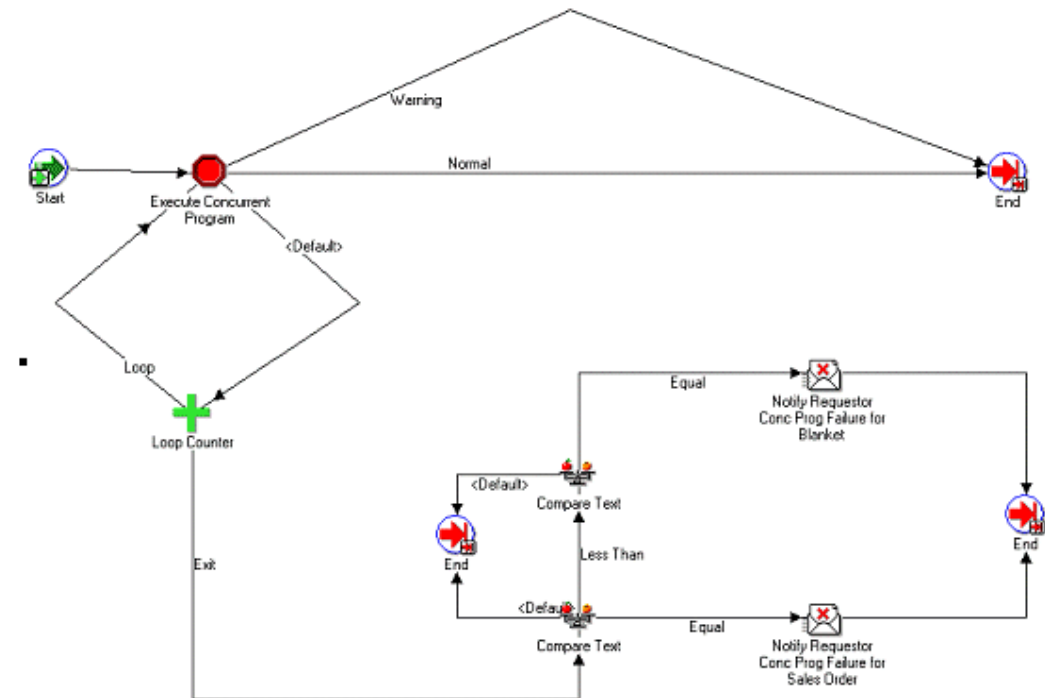 Warning
Normal
Start
Execute Concurrent
Program
End
<Default>
Loop
Loop Counter
Equal
Notify Requestor
Conc Prog Failure for
Blanket
<Default>
Compare Text
End
End
Exit
Less Than
<Default>
Equal
Compare Text
Notify Requestor
Conc Prog Failure for
Sales Order